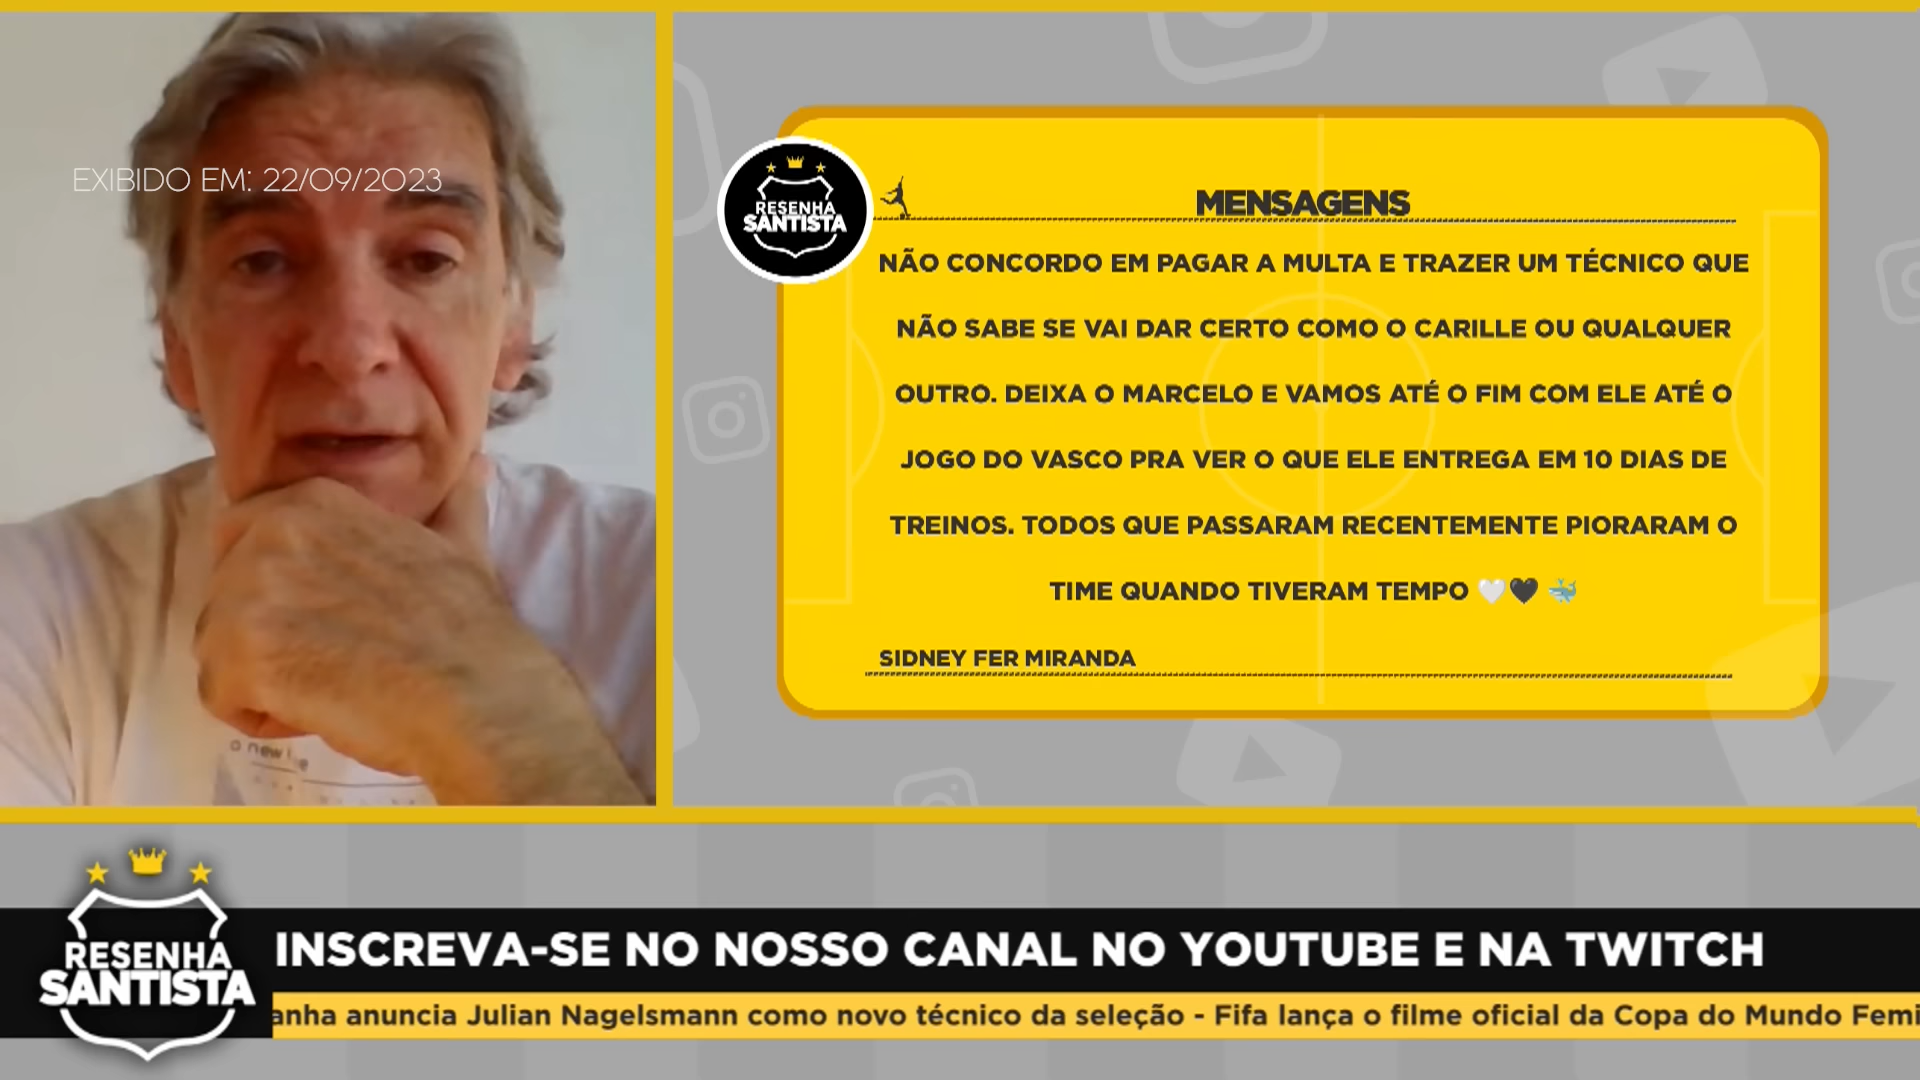 EXIBIDO EM: 22/09/2023
RESENHA
SANTISTA
MENSAGENS
NÃO CONCORDO EM PAGAR A MULTA E TRAZER UM TÉCNICO QUE
NÃO SABE SE VAI DAR CERTO COMO O CARILLE OU QUALQUER
OUTRO. DEIXA O MARCELO E VAMOS ATÉ O FIM COM ELE ATÉ O
JOGO DO VASCO PRA VER O QUE ELE ENTREGA EM 10 DIAS DE
TREINOS. TODOS QUE PASSARAM RECENTEMENTE PIORARAM O
TIME QUANDO TIVERAM TEMPO 🤍🖤 🐳
SIDNEY FER MIRANDA
a new
RESENHA
SANTISTA
INSCREVA-SE NO NOSSO CANAL NO YOUTUBE E NA TWITCH
anha anuncia Julian Nagelsmann como novo técnico da seleção - Fifa lança o filme oficial da Copa do Mundo Femi